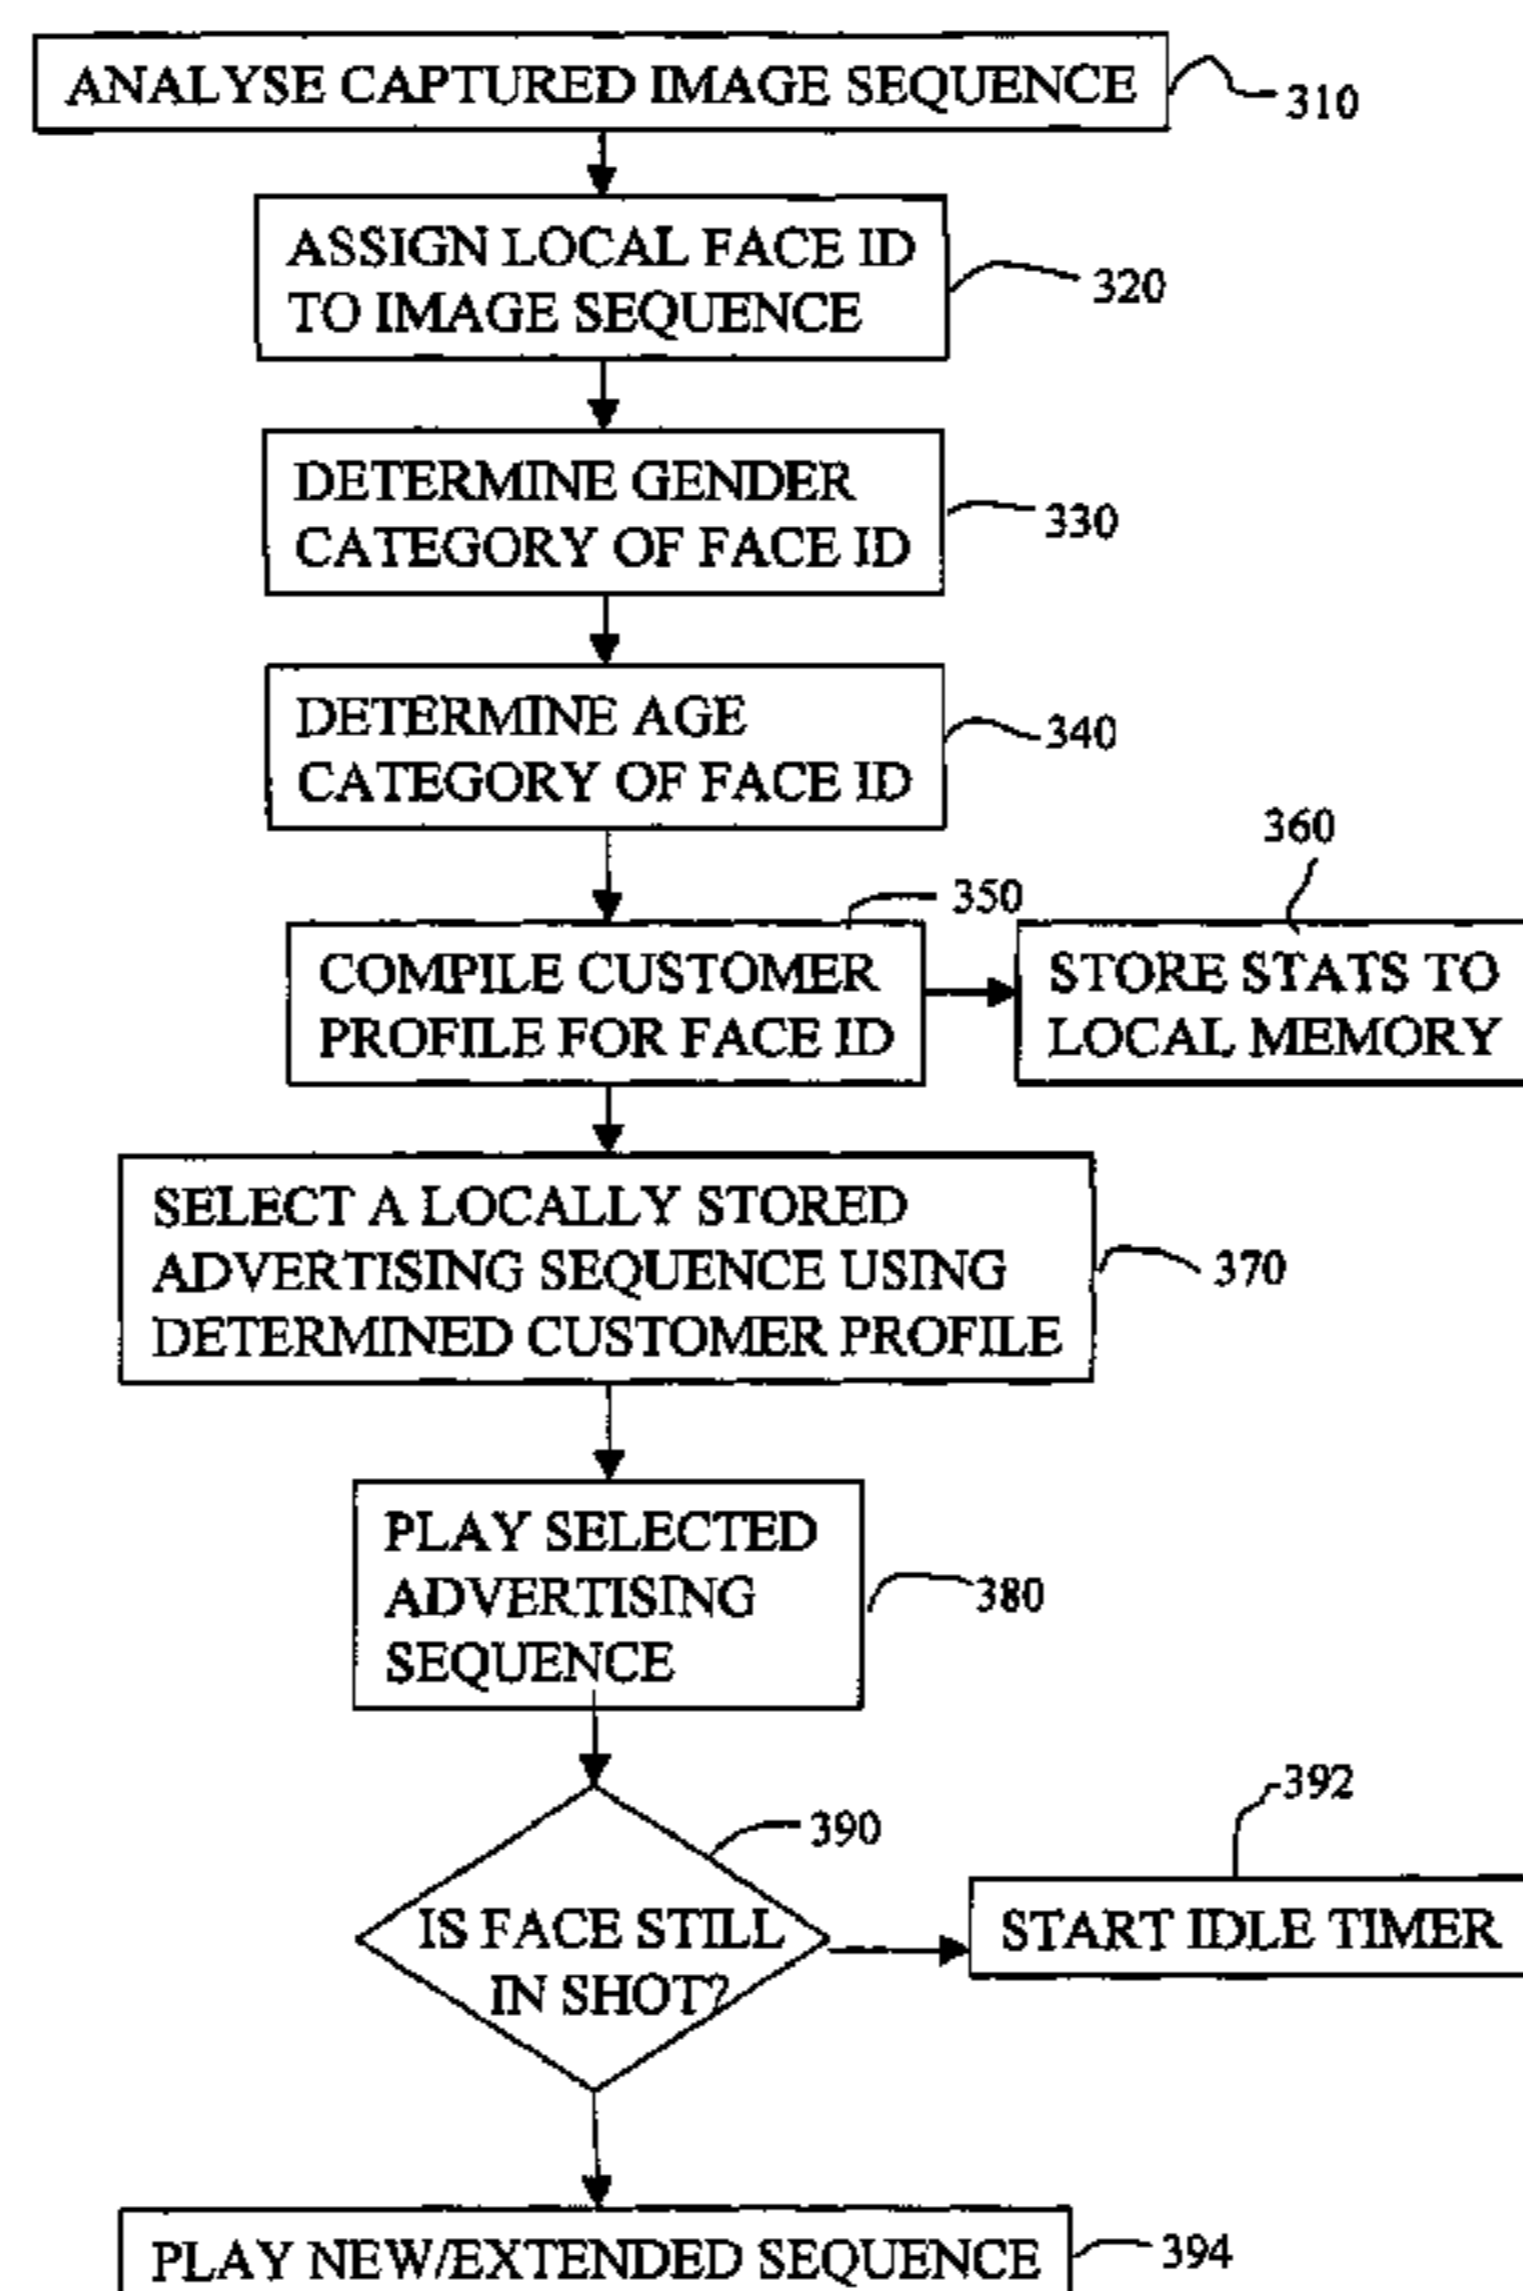 ANALYSE CAPTURED IMAGE SEQUENCE
310
ASSIGN LOCAL FACE ID
TO IMAGE SEQUENCE
320
DETERMINE GENDER
CATEGORY OF FACE ID
330
DETERMINE AGE
CATEGORY OF FACE ID
340
350
COMPILE CUSTOMER
PROFILE FOR FACE ID
360
STORE STATS TO
LOCAL MEMORY
SELECT A LOCALLY STORED
ADVERTISING SEQUENCE USING
DETERMINED CUSTOMER PROFILE
370
PLAY SELECTED
ADVERTISING
SEQUENCE
380
390
IS FACE STILL
IN SHOT?
392
START IDLE TIMER
PLAY NEW/EXTENDED SEQUENCE
394